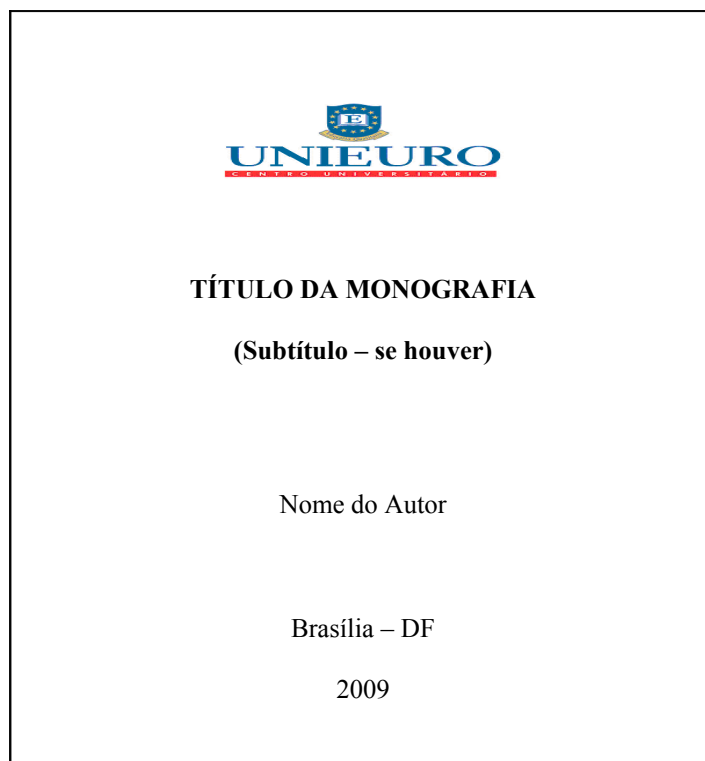 E
UNIEURO
CENTRO UNIVERSITÁRIO
TÍTULO DA MONOGRAFIA
(Subtítulo – se houver)
Nome do Autor
Brasília – DF
2009